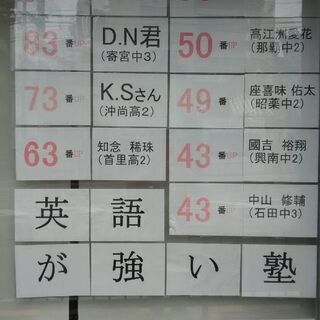 83番UP D.N君 (寄宮中3)
50番UP 高江洲愛花 (那覇中2)
73番UP K.Sさん (沖尚高2)
49番UP 座喜味 佑太 (昭薬中2)
63番UP 知念 稀珠 (首里高2)
43番UP 國吉 裕翔 (興南中2)
43番UP 中山 修輔 (石田中3)
英語
が強い塾